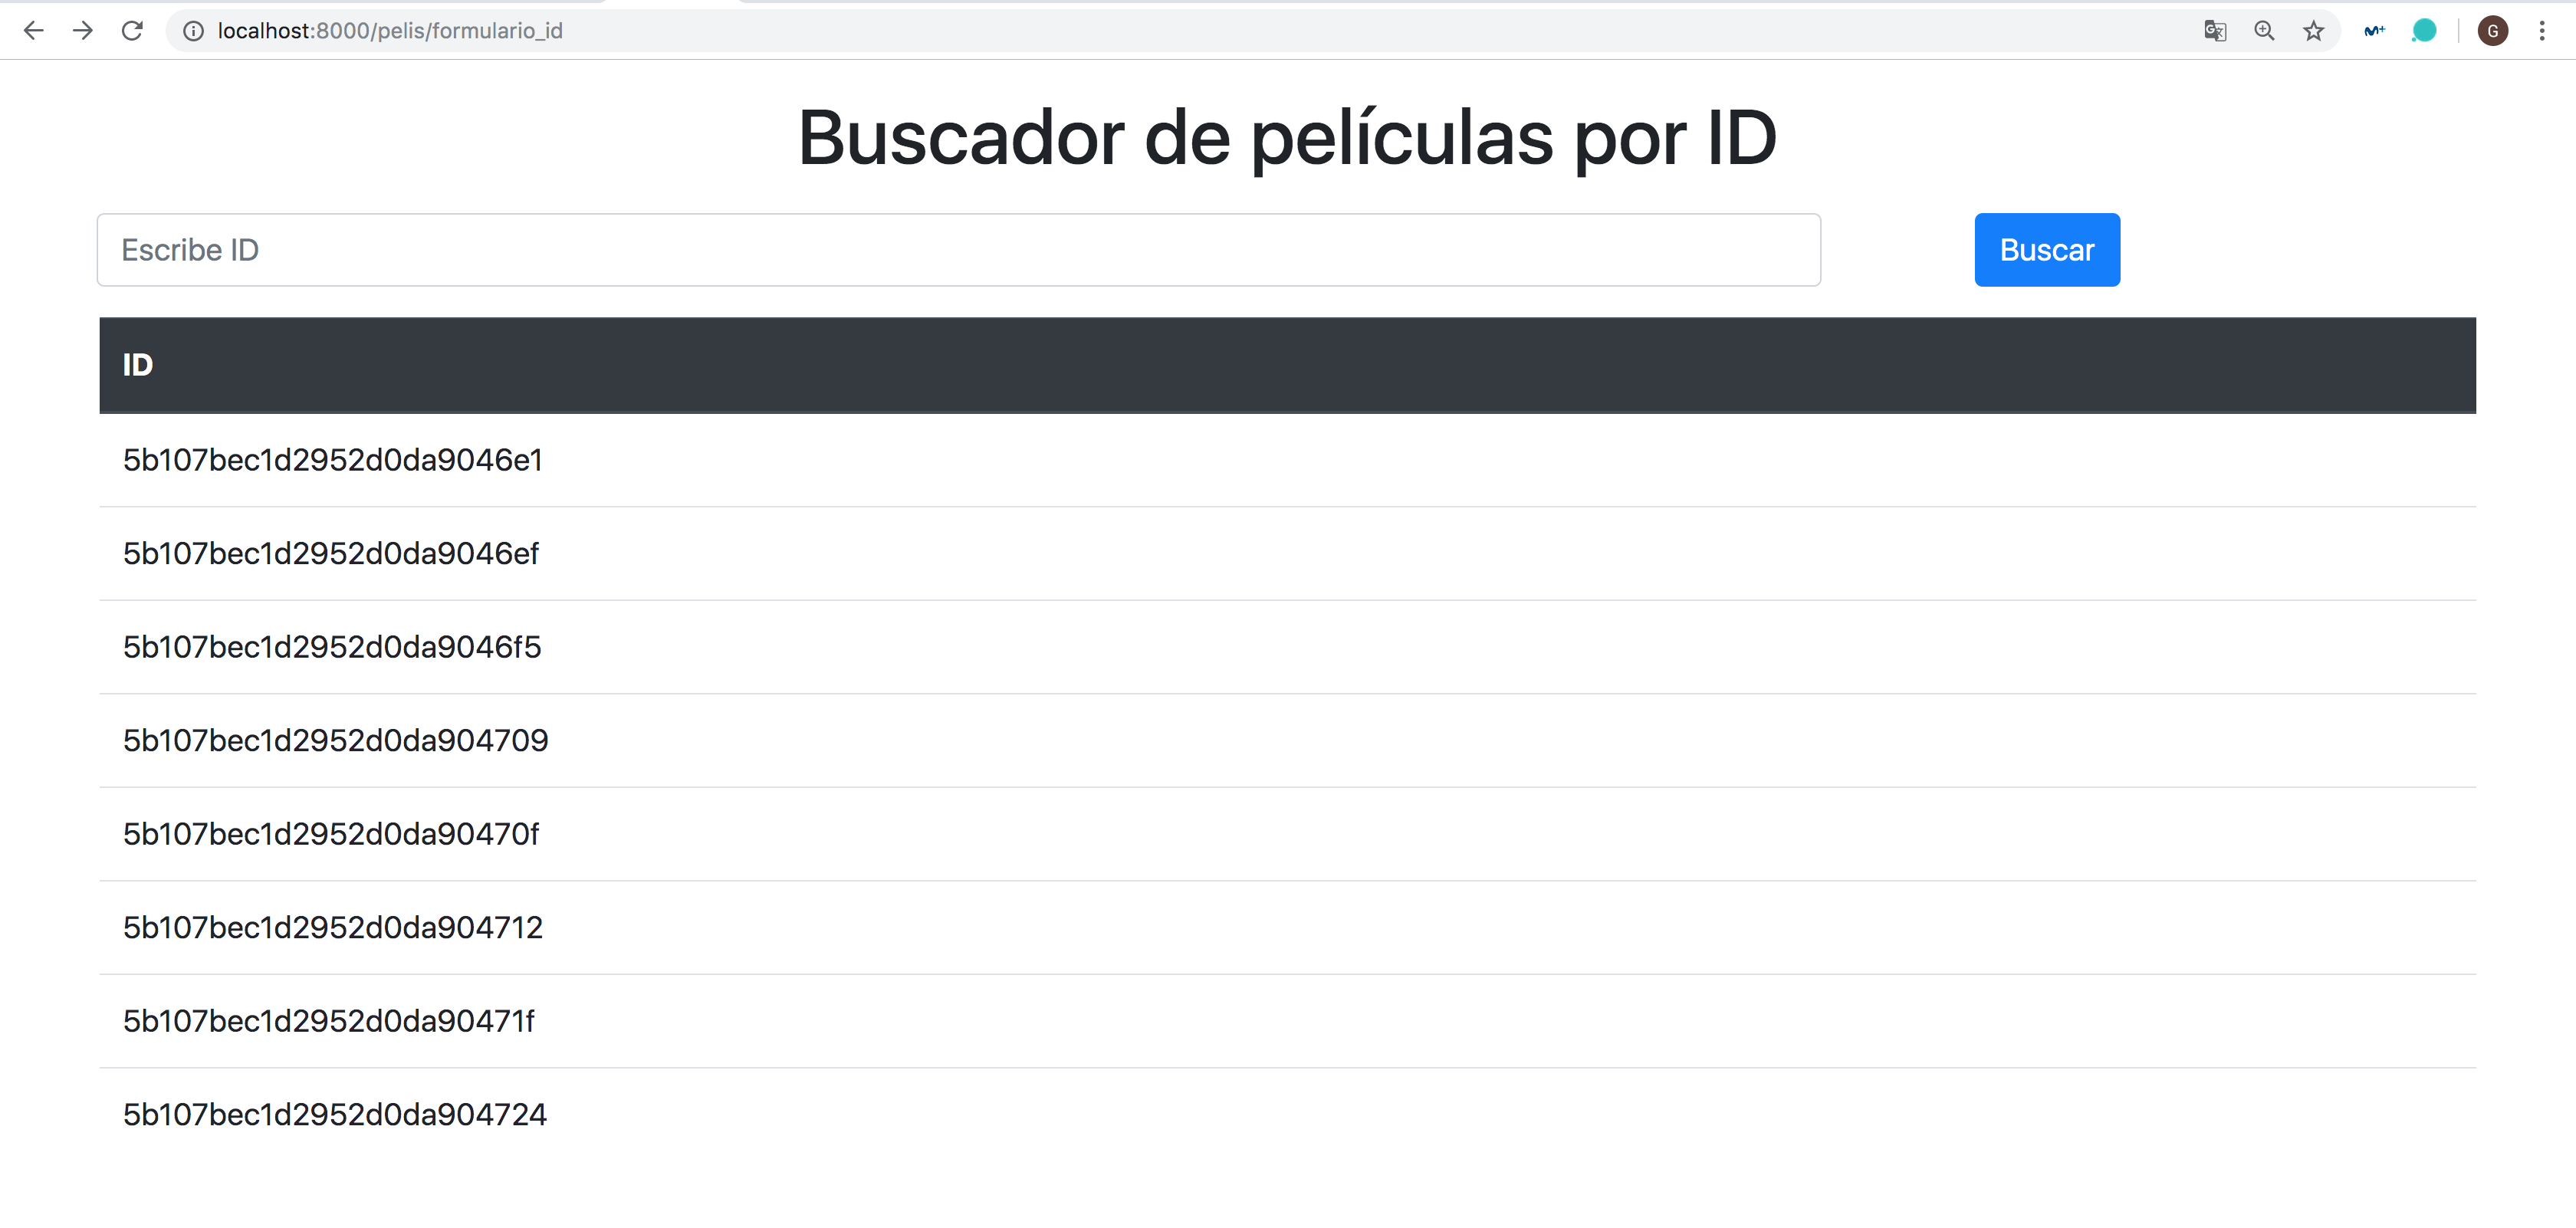 localhost:8000/pelis/formulario_id
G
Buscador de películas por ID
Escribe ID
Buscar
ID
5b107bec1d2952d0da9046e1
5b107bec1d2952d0da9046ef
5b107bec1d2952d0da9046f5
5b107bec1d2952d0da904709
5b107bec1d2952d0da90470f
5b107bec1d2952d0da904712
5b107bec1d2952d0da90471f
5b107bec1d2952d0da904724